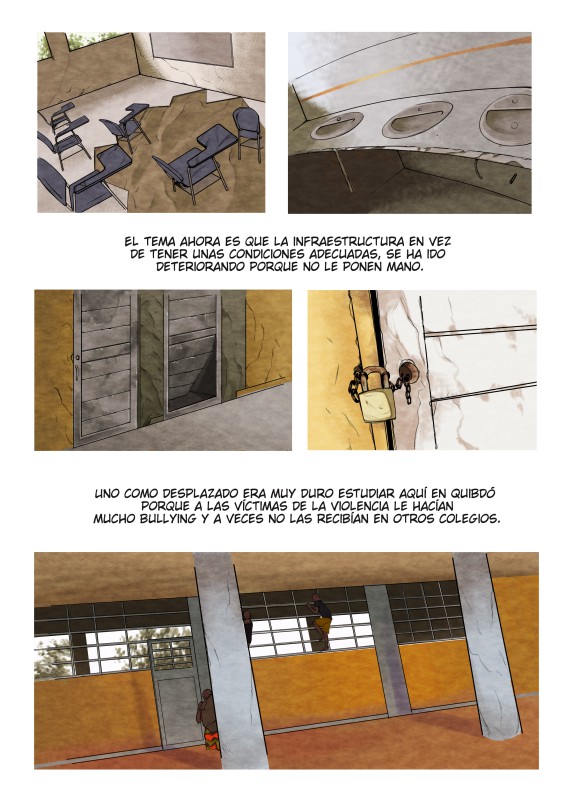 EL TEMA AHORA ES QUE LA INFRAESTRUCTURA EN VEZ
DE TENER UNAS CONDICIONES ADECUADAS, SE HA IDO
DETERIORANDO PORQUE NO LE PONEN MANO.
UNO COMO DESPLAZADO ERA MUY DURO ESTUDIAR AQUÍ EN QUIBDÓ
PORQUE A LAS VÍCTIMAS DE LA VIOLENCIA LE HACÍAN
MUCHO BULLYING Y A VECES NO LAS RECIBÍAN EN OTROS COLEGIOS.